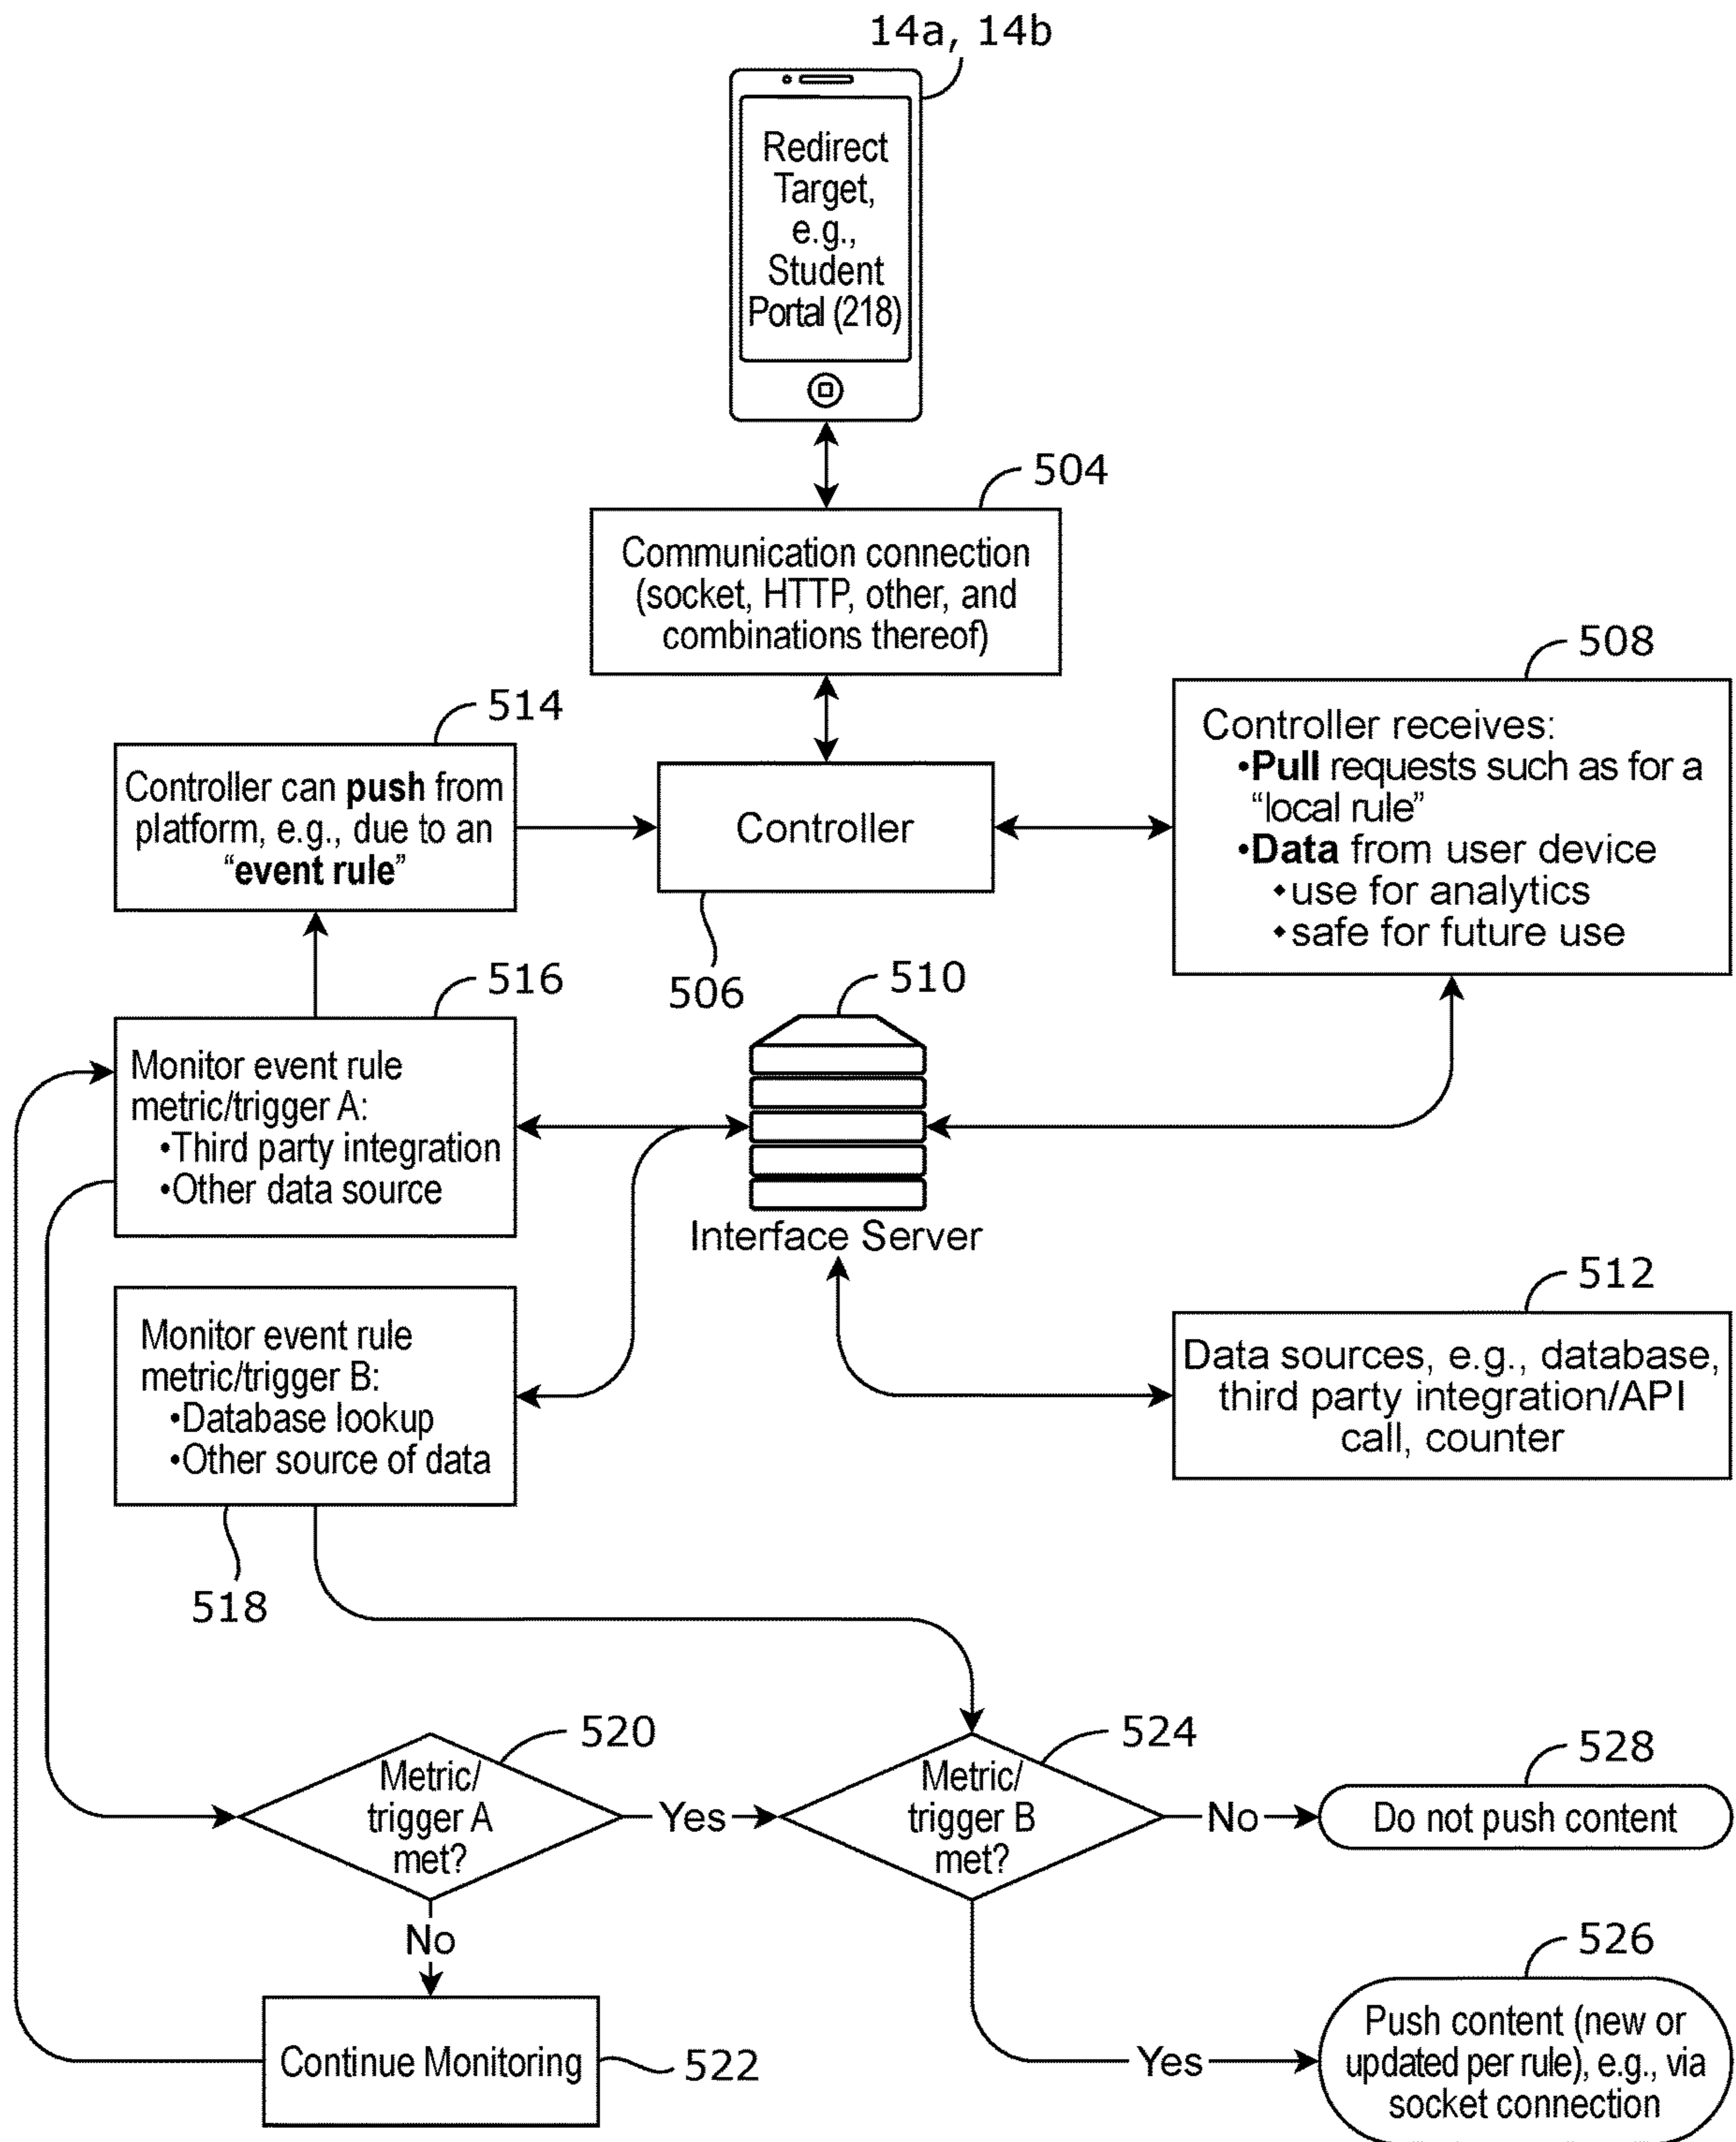 14a, 14b
Redirect
Target,
e.g.,
Student
Portal (218)
504
Communication connection
(socket, HTTP, other, and
combinations thereof)
508
Controller receives:
•Pull requests such as for a
“local rule”
•Data from user device
◆use for analytics
◆safe for future use
514
Controller can push from
platform, e.g., due to an
“event rule”
Controller
506
516
Monitor event rule
metric/trigger A:
•Third party integration
•Other data source
510
Interface Server
512
Data sources, e.g., database,
third party integration/API
call, counter
Monitor event rule
metric/trigger B:
•Database lookup
•Other source of data
518
520
Metric/
trigger A
met?
Yes
No
524
Metric/
trigger B
met?
No
528
Do not push content
Continue Monitoring
522
Yes
526
Push content (new or
updated per rule), e.g., via
socket connection